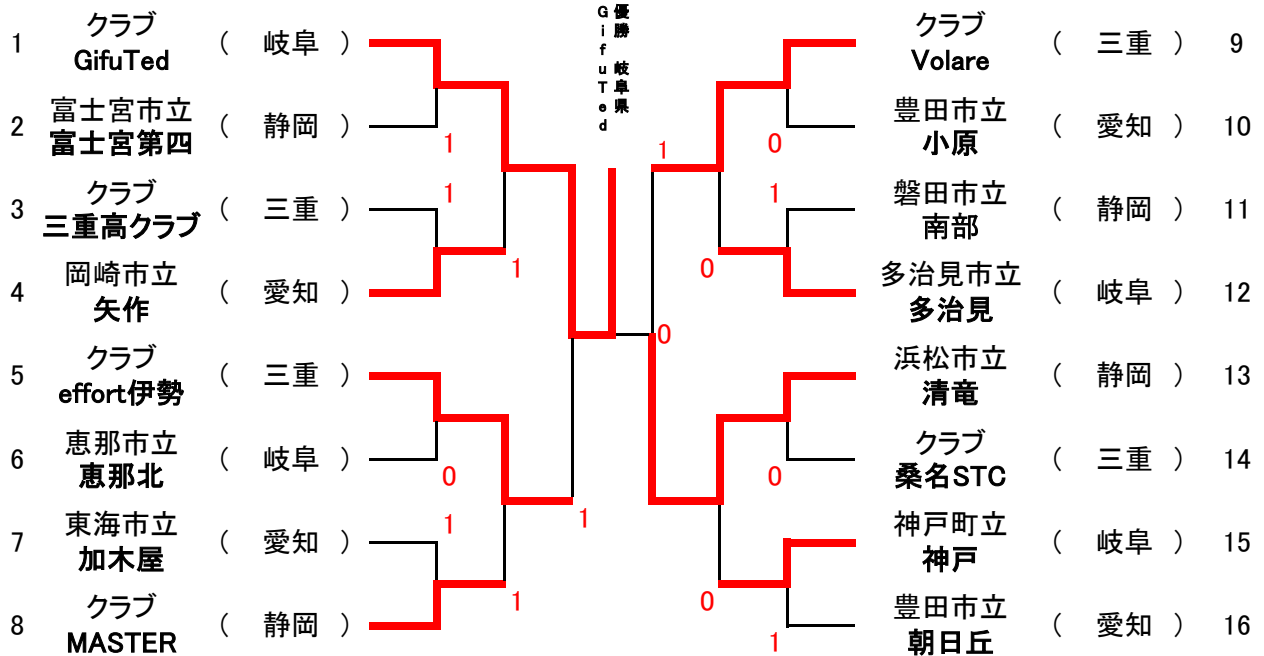 優勝 岐阜県
GifuTed
クラブ
1 GifuTed ( 岐阜 )
富士宮市立
2 富士宮第四 ( 静岡 )
1
クラブ
3 三重高クラブ ( 三重 )
1
岡崎市立
4 矢作 ( 愛知 )
1
クラブ
5 effort伊勢 ( 三重 )
恵那市立
6 恵那北 ( 岐阜 )
0
東海市立
7 加木屋 ( 愛知 )
1
1
クラブ
8 MASTER ( 静岡 )
1
クラブ
Volare ( 三重 ) 9
豊田市立
小原 ( 愛知 ) 10
1
0
磐田市立
南部 ( 静岡 ) 11
1
多治見市立
多治見 ( 岐阜 ) 12
0
0
浜松市立
清竜 ( 静岡 ) 13
クラブ
桑名STC ( 三重 ) 14
0
神戸町立
神戸 ( 岐阜 ) 15
豊田市立
朝日丘 ( 愛知 ) 16
0
1